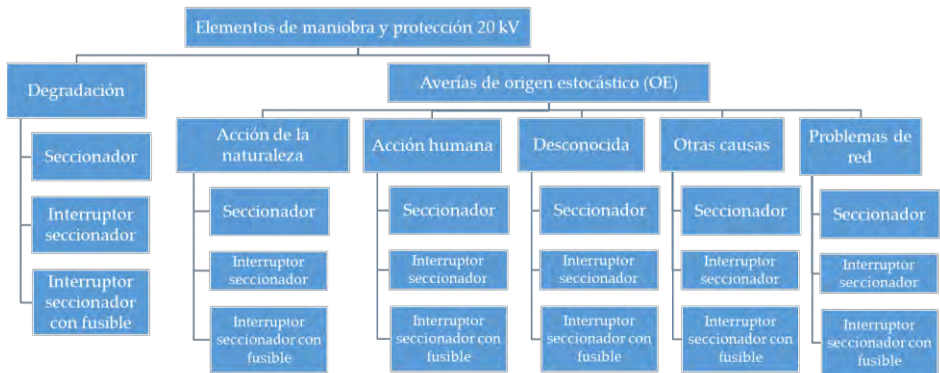 Elementos de maniobra y protección 20 kV
Degradación
Seccionador
Interruptor
seccionador
Interruptor
seccionador
con fusible
Averías de origen estocástico (OE)
Acción de la
naturaleza
Seccionador
Interruptor
seccionador
Interruptor
seccionador con
fusible
Acción humana
Seccionador
Interruptor
seccionador
Interruptor
seccionador con
fusible
Desconocida
Seccionador
Interruptor
seccionador
Interruptor
seccionador con
fusible
Otras causas
Seccionador
Interruptor
seccionador
Interruptor
seccionador con
fusible
Problemas de
red
Seccionador
Interruptor
seccionador
Interruptor
seccionador con
fusible